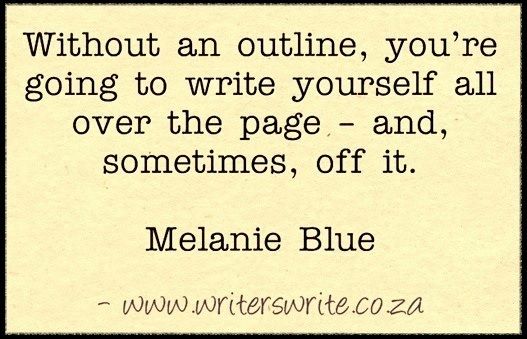 Without an outline, you’re
going to write yourself all
over the page – and,
sometimes, off it.
Melanie Blue
- www.writerswrite.co.za